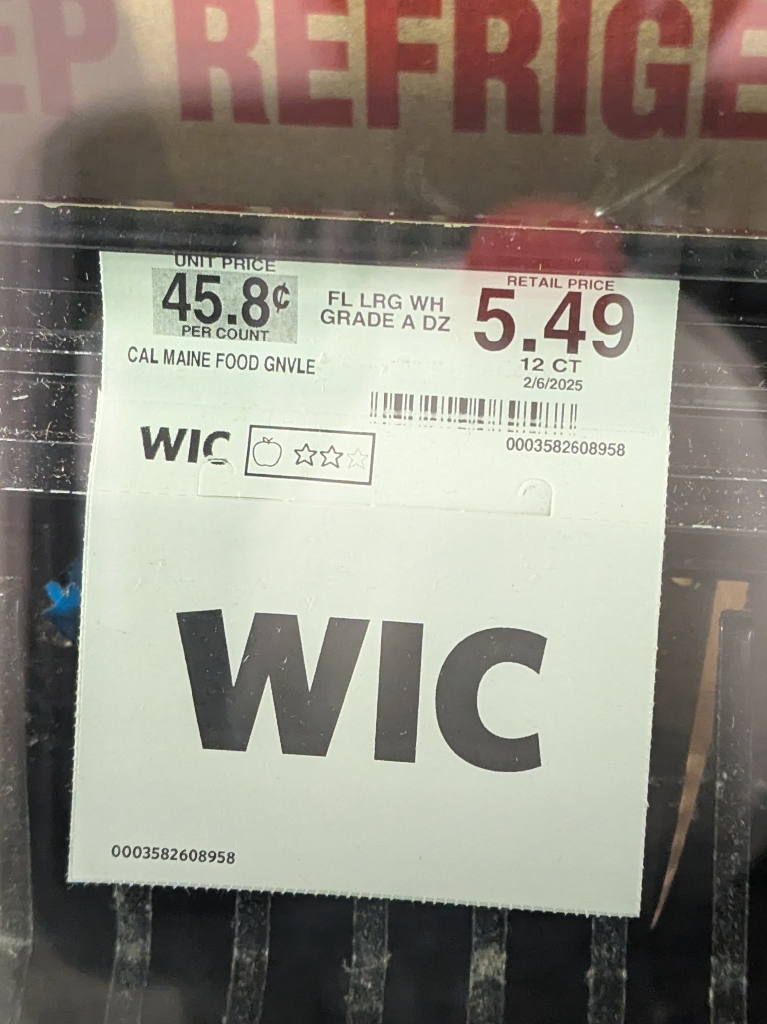 EP REFRIGE
UNIT PRICE
45.8¢
PER COUNT
FL LRG WH
GRADE A DZ
RETAIL PRICE
5.49
12 CT
2/6/2025
CAL MAINE FOOD GNVLE
0003582608958
WIC
WIC
0003582608958